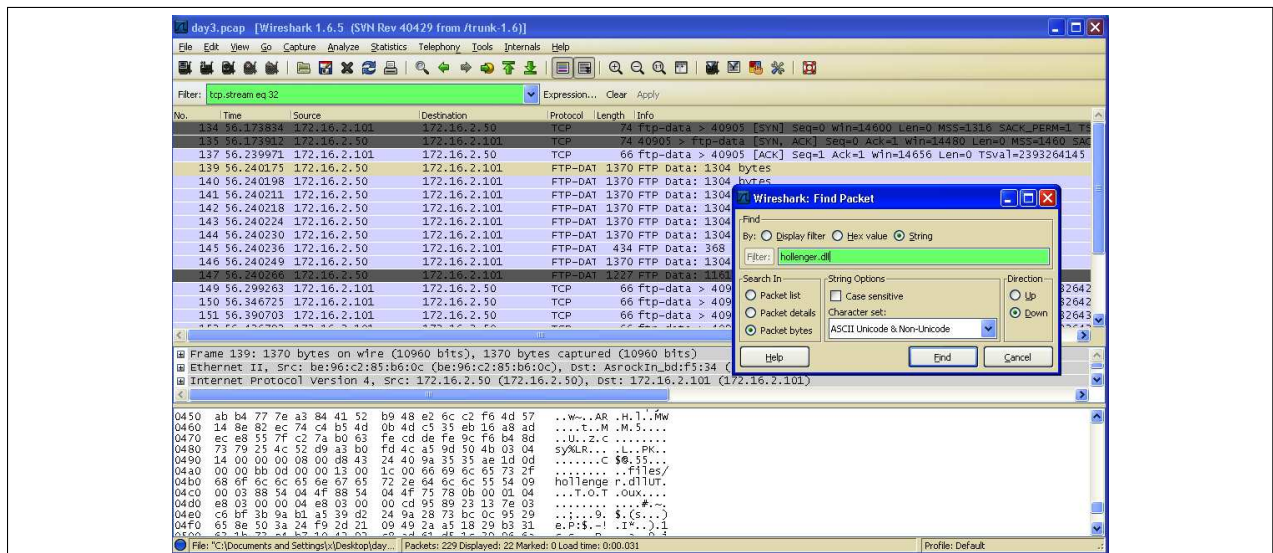 day3.pcap [Wireshark 1.6.5 (SVN Rev 40429 from /trunk-1.6)]
File Edit View Go Capture Analyze Statistics Telephony Tools Internals Help
Filter: tcp.stream eq 32 Expression... Clear Apply
No. Time Source Destination Protocol Length Info
134 56.173834 172.16.2.101 172.16.2.50 TCP 74 ftp-data > 40905 [SYN] Seq=0 Win=14600 Len=0 MSS=1316 SACK_PERM=1 TS
135 56.173912 172.16.2.50 172.16.2.101 TCP 74 40905 > ftp-data [SYN, ACK] Seq=0 Ack=1 Win=14480 Len=0 MSS=1460 SAC
137 56.239971 172.16.2.101 172.16.2.50 TCP 66 ftp-data > 40905 [ACK] Seq=1 Ack=1 Win=14656 Len=0 TSval=2393264145
139 56.240175 172.16.2.50 172.16.2.101 FTP-DAT 1370 FTP Data: 1304 bytes
140 56.240198 172.16.2.50 172.16.2.101 FTP-DAT 1370 FTP Data: 1304 bytes
141 56.240211 172.16.2.50 172.16.2.101 FTP-DAT 1370 FTP Data: 1304
142 56.240218 172.16.2.50 172.16.2.101 FTP-DAT 1370 FTP Data: 1304
143 56.240224 172.16.2.50 172.16.2.101 FTP-DAT 1370 FTP Data: 1304
144 56.240230 172.16.2.50 172.16.2.101 FTP-DAT 1370 FTP Data: 1304
145 56.240236 172.16.2.50 172.16.2.101 FTP-DAT 434 FTP Data: 368
146 56.240249 172.16.2.50 172.16.2.101 FTP-DAT 1370 FTP Data: 1304
147 56.240266 172.16.2.50 172.16.2.101 FTP-DAT 1227 FTP Data: 1161
149 56.299263 172.16.2.101 172.16.2.50 TCP 66 ftp-data > 409 32642
150 56.346725 172.16.2.101 172.16.2.50 TCP 66 ftp-data > 409 32642
151 56.390703 172.16.2.101 172.16.2.50 TCP 66 ftp-data > 409 32643
Wireshark: Find Packet
Find
By: Display filter Hex value String
Filter: hollenger.dll
Search In String Options Direction
Packet list Case sensitive Up
Packet details Character set: Down
Packet bytes ASCII Unicode & Non-Unicode
Help Find Cancel
Frame 139: 1370 bytes on wire (10960 bits), 1370 bytes captured (10960 bits)
Ethernet II, Src: be:96:c2:85:b6:0c (be:96:c2:85:b6:0c), Dst: AsrockIn_bd:f5:34 (
Internet Protocol Version 4, Src: 172.16.2.50 (172.16.2.50), Dst: 172.16.2.101 (172.16.2.101)
0450 ab b4 77 7e a3 84 41 52 b9 48 e2 6c c2 f6 4d 57 ..w~..AR .H.l..MW
0460 14 8e 82 ec 74 c4 b5 4d 0b 4d c5 35 eb 16 a8 ad ....t..M .M.5....
0470 ec e8 55 7f c2 7a b0 63 fe cd de fe 9c f6 b4 8d ..U..z.c ........
0480 73 79 25 4c 52 d9 a3 b0 fd 4c a5 9d 50 4b 03 04 sy%LR... .L..PK..
0490 14 00 00 00 08 00 d8 43 24 40 9a 35 35 ae 1d 0d .......C $@.55...
04a0 00 00 bb 0d 00 00 13 00 1c 00 66 69 6c 65 73 2f ........ ..files/
04b0 68 6f 6c 6c 65 6e 67 65 72 2e 64 6c 6c 55 54 09 hollenge r.dllUT.
04c0 00 03 88 54 04 4f 88 54 04 4f 75 78 0b 00 01 04 ...T.O.T .Oux....
04d0 e8 03 00 00 04 e8 03 00 00 cd 95 89 23 13 7e 03 ........ ....#.~.
04e0 c6 bf 3b 9a b1 a5 39 d2 24 9a 28 73 bc 0c 95 29 ..;...9. $.(s...)
04f0 65 8e 50 3a 24 f9 2d 21 09 49 2a a5 18 29 b3 31 e.P:$.-! .I*..).1
File: "C:\Documents and Settings\x\Desktop\day... Packets: 229 Displayed: 22 Marked: 0 Load time: 0:00.031 Profile: Default